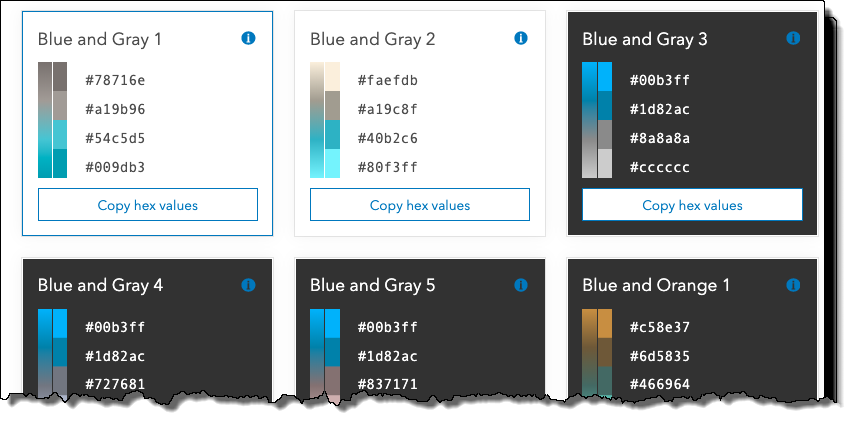 Blue and Gray 1
#78716e
#a19b96
#54c5d5
#009db3
Copy hex values
Blue and Gray 2
#faefdb
#a19c8f
#40b2c6
#80f3ff
Copy hex values
Blue and Gray 3
#00b3ff
#1d82ac
#8a8a8a
#cccccc
Copy hex values
Blue and Gray 4
#00b3ff
#1d82ac
#727681
Blue and Gray 5
#00b3ff
#1d82ac
#837171
Blue and Orange 1
#c58e37
#6d5835
#466964